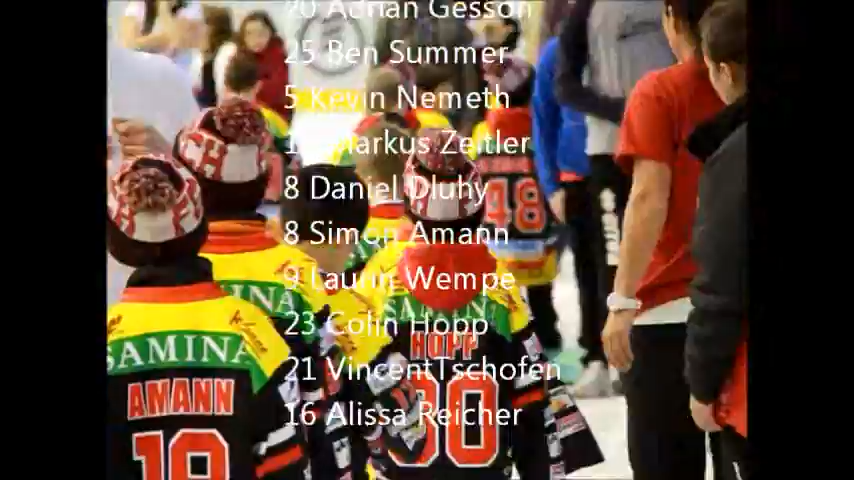 20 Adrian Gesson
25 Ben Summer
5 Kevin Nemeth
Markus Zeitler
8 Daniel Dluhy
8 Simon Amann
9 Laurin Wempe
23 Colin Hopp
21 VincentTschofen
16 Alissa Reicher
48
SAMINA
HOPP
SAMINA
AMANN